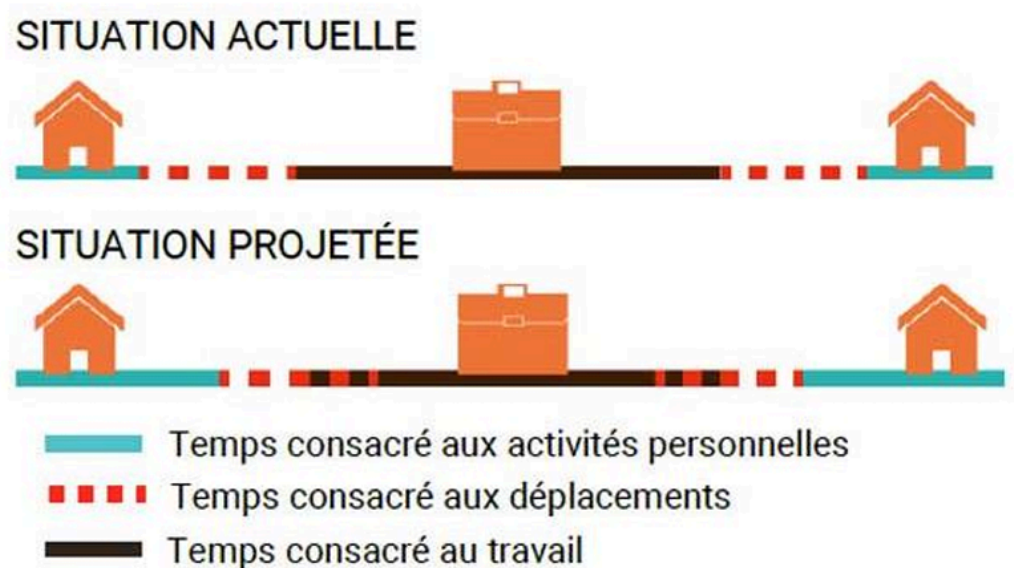 SITUATION ACTUELLE
SITUATION PROJETÉE
Temps consacré aux activités personnelles
Temps consacré aux déplacements
Temps consacré au travail